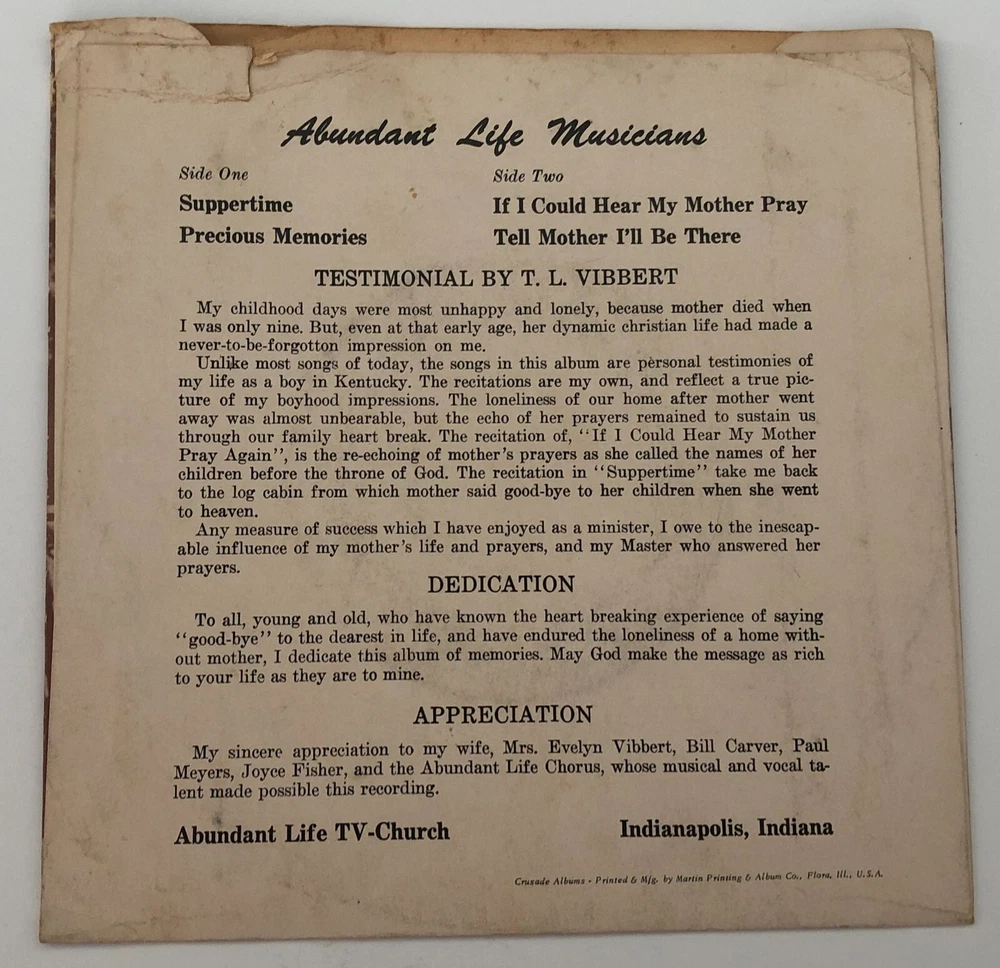 Abundant Life Musicians
Side One
Suppertime
Precious Memories
Side Two
If I Could Hear My Mother Pray
Tell Mother I'll Be There
TESTIMONIAL BY T. L. VIBBERT
My childhood days were most unhappy and lonely, because mother died when
I was only nine. But, even at that early age, her dynamic christian life had made a
never-to-be-forgotton impression on me.
Unlike most songs of today, the songs in this album are personal testimonies of
my life as a boy in Kentucky. The recitations are my own, and reflect a true pic-
ture of my boyhood impressions. The loneliness of our home after mother went
away was almost unbearable, but the echo of her prayers remained to sustain us
through our family heart break. The recitation of, "If I Could Hear My Mother
Pray Again", is the re-echoing of mother's prayers as she called the names of her
children before the throne of God. The recitation in "Suppertime" take me back
to the log cabin from which mother said good-bye to her children when she went
to heaven.
Any measure of success which I have enjoyed as a minister, I owe to the inescap-
able influence of my mother's life and prayers, and my Master who answered her
prayers.
DEDICATION
To all, young and old, who have known the heart breaking experience of saying
"good-bye" to the dearest in life, and have endured the loneliness of a home with-
out mother, I dedicate this album of memories. May God make the message as rich
to your life as they are to mine.
APPRECIATION
My sincere appreciation to my wife, Mrs. Evelyn Vibbert, Bill Carver, Paul
Meyers, Joyce Fisher, and the Abundant Life Chorus, whose musical and vocal ta-
lent made possible this recording.
Abundant Life TV-Church
Indianapolis, Indiana
Crusade Albums - Printed & Mfg. by Martin Printing & Album Co., Flora, Ill., U.S.A.